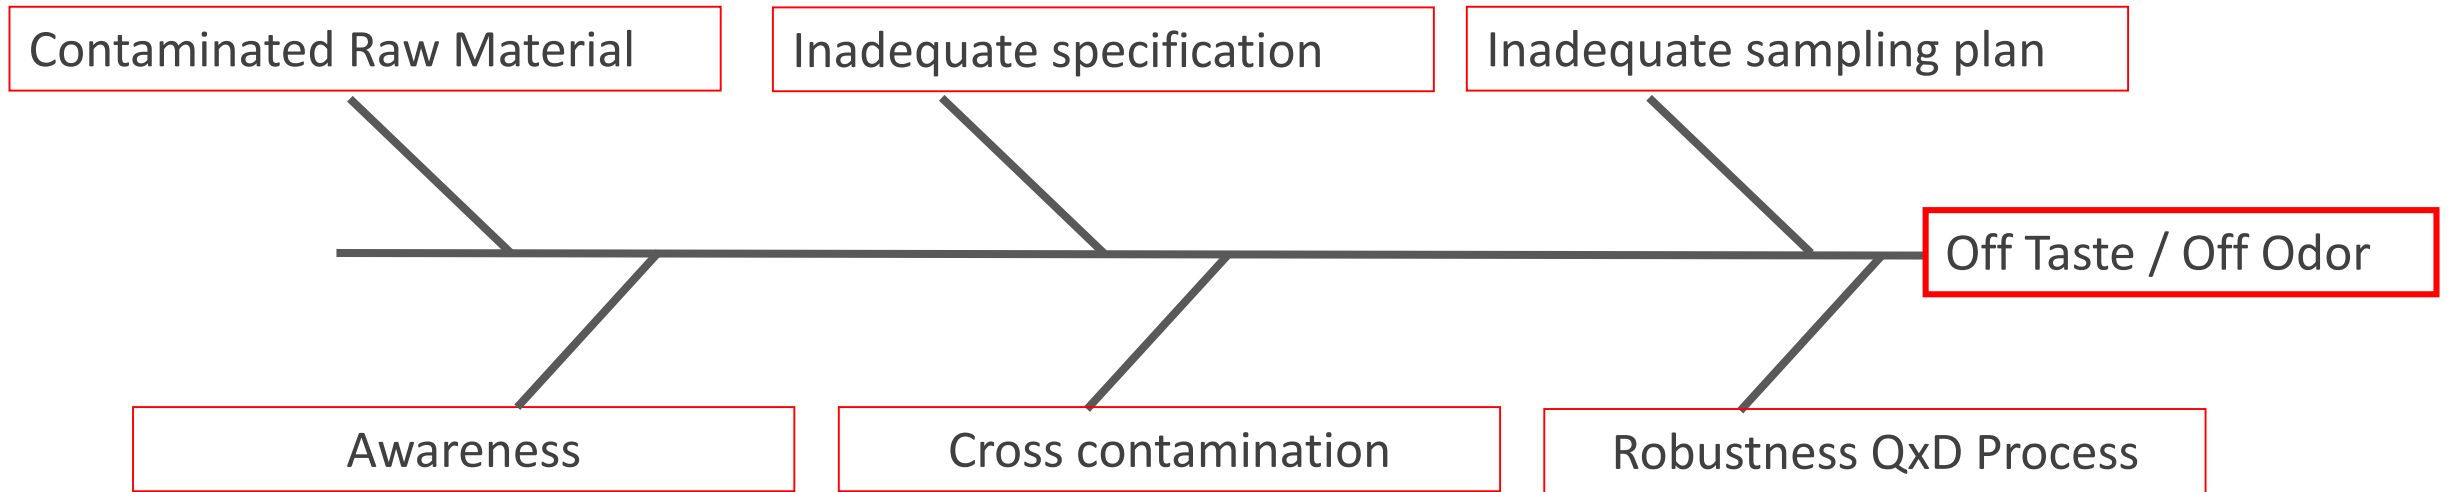 Contaminated Raw Material
Inadequate specification
Inadequate sampling plan
Off Taste / Off Odor
Awareness
Cross contamination
Robustness QxD Process